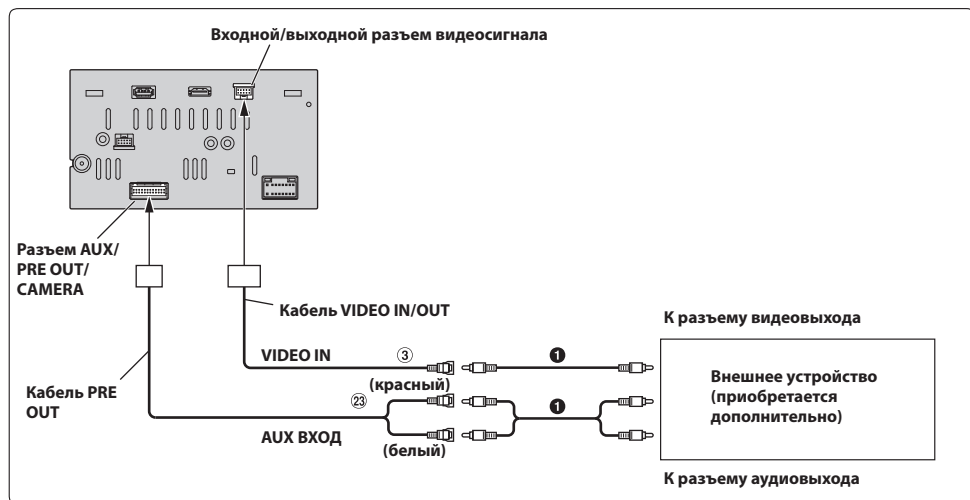 Входной/выходной разъем видеосигнала
Разъем AUX/
PRE OUT/
CAMERA
Кабель VIDEO IN/OUT
К разъему видеовыхода
VIDEO IN
③
❶
(красный)
Внешнее устройство
(приобретается
дополнительно)
Кабель PRE
OUT
㉓
❶
AUX ВХОД
(белый)
К разъему аудиовыхода